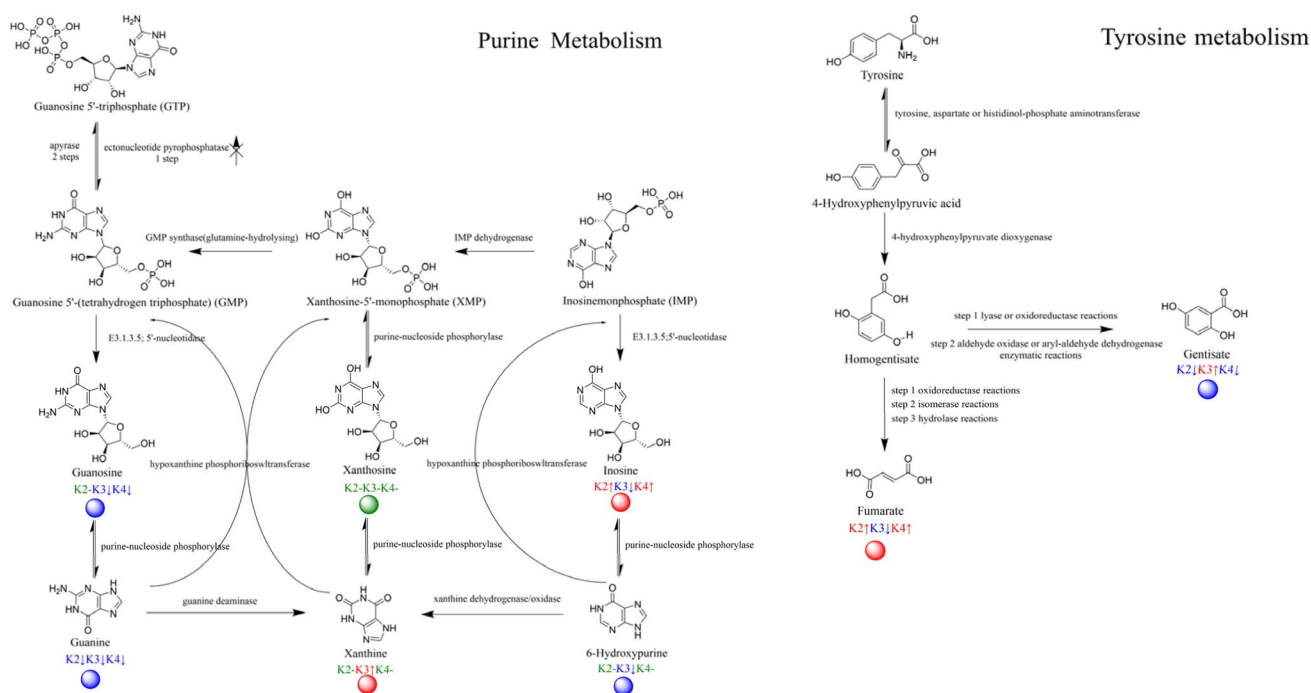 Purine Metabolism
Guanosine 5'-triphosphate (GTP)
apyrase
2 steps
ectonucleotide pyrophosphatase
1 step
GMP synthase(glutamine-hydrolysing)
IMP dehydrogenase
Guanosine 5'-(tetrahydrogen triphosphate) (GMP)
Xanthosine-5'-monophosphate (XMP)
Inosinemonphosphate (IMP)
E3.1.3.5; 5'-nucleotidase
purine-nucleoside phosphorylase
E3.1.3.5;5'-nucleotidase
hypoxanthine phosphoriboswltransferase
hypoxanthine phosphoriboswltransferase
Guanosine
K2-K3↓K4↓
Xanthosine
K2-K3-K4-
Inosine
K2↑K3↓K4↑
purine-nucleoside phosphorylase
purine-nucleoside phosphorylase
purine-nucleoside phosphorylase
guanine deaminase
xanthine dehydrogenase/oxidase
Guanine
K2↓K3↓K4↓
Xanthine
K2-K3↑K4-
6-Hydroxypurine
K2-K3↓K4-
Tyrosine metabolism
Tyrosine
tyrosine, aspartate or histidinol-phosphate aminotransferase
4-Hydroxyphenylpyruvic acid
4-hydroxyphenylpyruvate dioxygenase
Homogentisate
step 1 lyase or oxidoreductase reactions
step 2 aldehyde oxidase or aryl-aldehyde dehydrogenase
enzymatic reactions
Gentisate
K2↓K3↑K4↓
step 1 oxidoreductase reactions
step 2 isomerase reactions
step 3 hydrolase reactions
Fumarate
K2↑K3↓K4↑